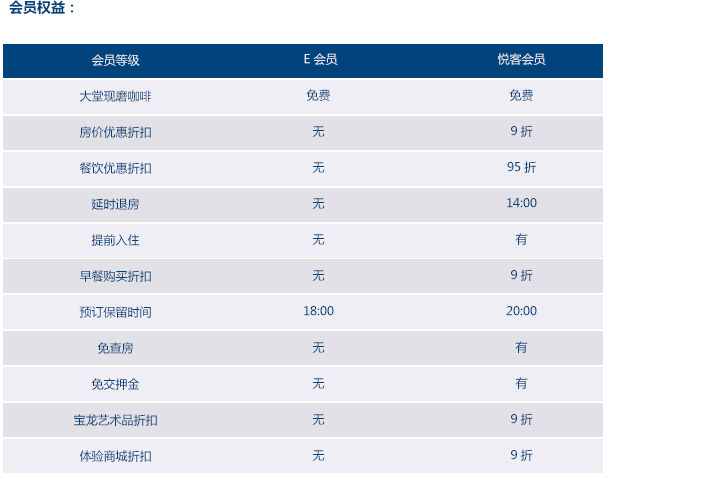 会员权益：
会员等级 E 会员 悦客会员
大堂现磨咖啡 免费 免费
房价优惠折扣 无 9 折
餐饮优惠折扣 无 95 折
延时退房 无 14:00
提前入住 无 有
早餐购买折扣 无 9 折
预订保留时间 18:00 20:00
免查房 无 有
免交押金 无 有
宝龙艺术品折扣 无 9 折
体验商城折扣 无 9 折